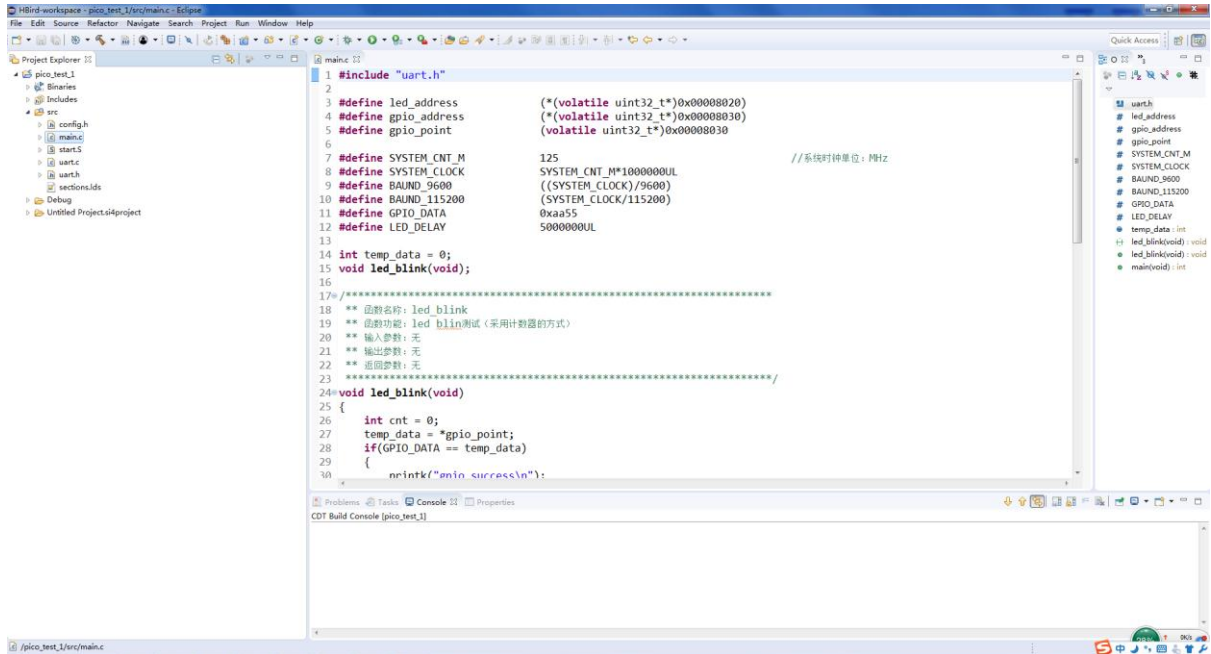 HBird-workspace - pico_test_1/src/main.c - Eclipse
File Edit Source Refactor Navigate Search Project Run Window Help
Quick Access
Project Explorer
pico_test_1
Binaries
Includes
src
config.h
main.c
start.S
uart.c
uart.h
sections.lds
Debug
Untitled Project.si4project
main.c
1 #include "uart.h"
2
3 #define led_address (*(volatile uint32_t*)0x00008020)
4 #define gpio_address (*(volatile uint32_t*)0x00008030)
5 #define gpio_point (volatile uint32_t*)0x00008030
6
7 #define SYSTEM_CNT_M 125 //系统时钟单位：MHz
8 #define SYSTEM_CLOCK SYSTEM_CNT_M*1000000UL
9 #define BAUND_9600 ((SYSTEM_CLOCK)/9600)
10 #define BAUND_115200 (SYSTEM_CLOCK/115200)
11 #define GPIO_DATA 0xaa55
12 #define LED_DELAY 5000000UL
13
14 int temp_data = 0;
15 void led_blink(void);
16
17 /*******************************************************************
18 ** 函数名称：led_blink
19 ** 函数功能：led blin测试（采用计数器的方式）
20 ** 输入参数：无
21 ** 输出参数：无
22 ** 返回参数：无
23 *******************************************************************/
24 void led_blink(void)
25 {
26 int cnt = 0;
27 temp_data = *gpio_point;
28 if(GPIO_DATA == temp_data)
29 {
30 printk("gpio success\n");
O
uart.h
led_address
gpio_address
gpio_point
SYSTEM_CNT_M
SYSTEM_CLOCK
BAUND_9600
BAUND_115200
GPIO_DATA
LED_DELAY
temp_data : int
led_blink(void) : void
led_blink(void) : void
main(void) : int
Problems Tasks Console Properties
CDT Build Console [pico_test_1]
/pico_test_1/src/main.c
28%
0K/s
中